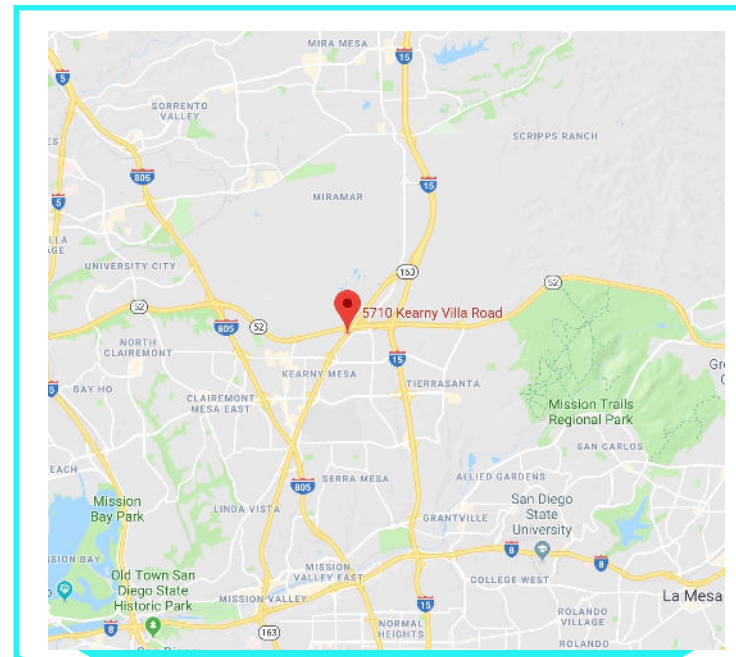 MIRA MESA
15
5
SORRENTO
VALLEY
SCRIPPS RANCH
805
15
5
MIRAMAR
UNIVERSITY CITY
163
52
52
5710 Kearny Villa Road
52
805
NORTH
CLAIREMONT
15
KEARNY MESA
TIERRASANTA
BAY HO
5
CLAIREMONT
MESA EAST
Mission Trails
Regional Park
SAN CARLOS
805
SERRA MESA
ALLIED GARDENS
Mission
Bay Park
LINDA VISTA
San Diego
State
University
GRANTVILLE
8
8
MISSION
VALLEY EAST
COLLEGE WEST
Old Town San
Diego State
Historic Park
MISSION VALLEY
15
La Mesa
ROLANDO
VILLAGE
8
163
NORMAL
HEIGHTS
ROLANDO